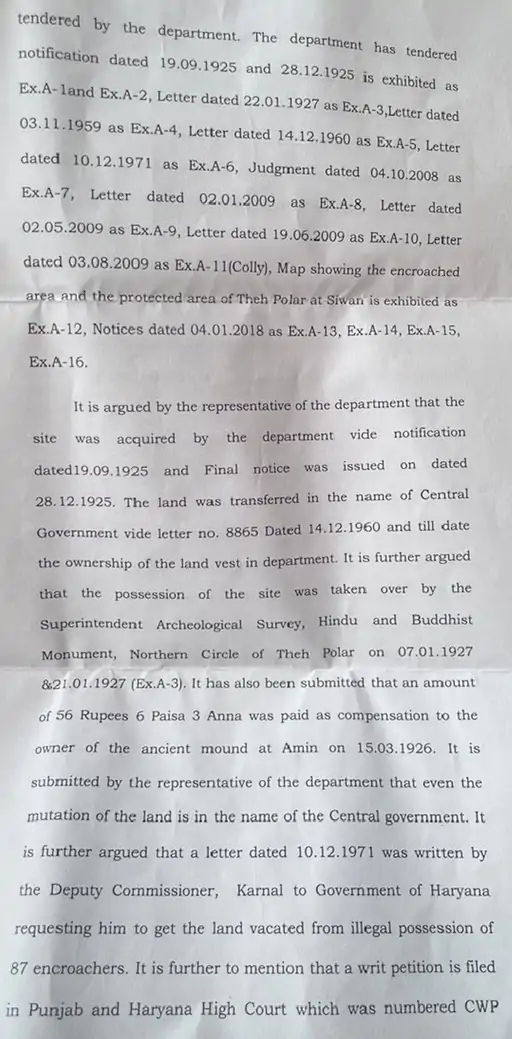 tendered by the department. The department has tendered
notification dated 19.09.1925 and 28.12.1925 is exhibited as
Ex.A-1and Ex.A-2, Letter dated 22.01.1927 as Ex.A-3,Letter dated
03.11.1959 as Ex.A-4, Letter dated 14.12.1960 as Ex.A-5, Letter
dated 10.12.1971 as Ex.A-6, Judgment dated 04.10.2008 as
Ex.A-7, Letter dated 02.01.2009 as Ex.A-8, Letter dated
02.05.2009 as Ex.A-9, Letter dated 19.06.2009 as Ex.A-10, Letter
dated 03.08.2009 as Ex.A-11(Colly), Map showing the encroached
area and the protected area of Theh Polar at Siwan is exhibited as
Ex.A-12, Notices dated 04.01.2018 as Ex.A-13, Ex.A-14, Ex.A-15,
Ex.A-16.
It is argued by the representative of the department that the
site was acquired by the department vide notification
dated19.09.1925 and Final notice was issued on dated
28.12.1925. The land was transferred in the name of Central
Government vide letter no. 8865 Dated 14.12.1960 and till date
the ownership of the land vest in department. It is further argued
that the possession of the site was taken over by the
Superintendent Archeological Survey, Hindu and Buddhist
Monument, Northern Circle of Theh Polar on 07.01.1927
&21.01.1927 (Ex.A-3). It has also been submitted that an amount
of 56 Rupees 6 Paisa 3 Anna was paid as compensation to the
owner of the ancient mound at Amin on 15.03.1926. It is
submitted by the representative of the department that even the
mutation of the land is in the name of the Central government. It
is further argued that a letter dated 10.12.1971 was written by
the Deputy Commissioner, Karnal to Government of Haryana
requesting him to get the land vacated from illegal possession of
87 encroachers. It is further to mention that a writ petition is filed
in Punjab and Haryana High Court which was numbered CWP